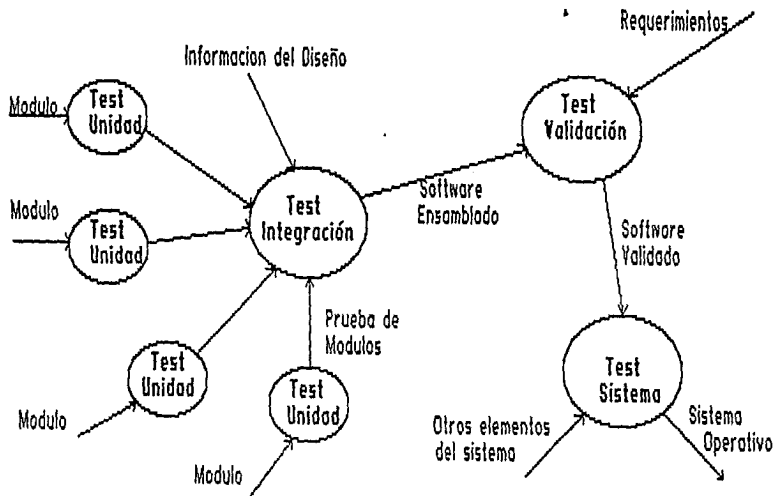 Requerimientos
Informacion del Diseño
Modulo
Test
Unidad
Test
Validación
Modulo
Test
Unidad
Test
Integración
Software
Ensamblado
Software
Validado
Prueba de
Modulos
Test
Unidad
Test
Unidad
Test
Sistema
Modulo
Modulo
Otros elementos
del sistema
Sistema
Operativo